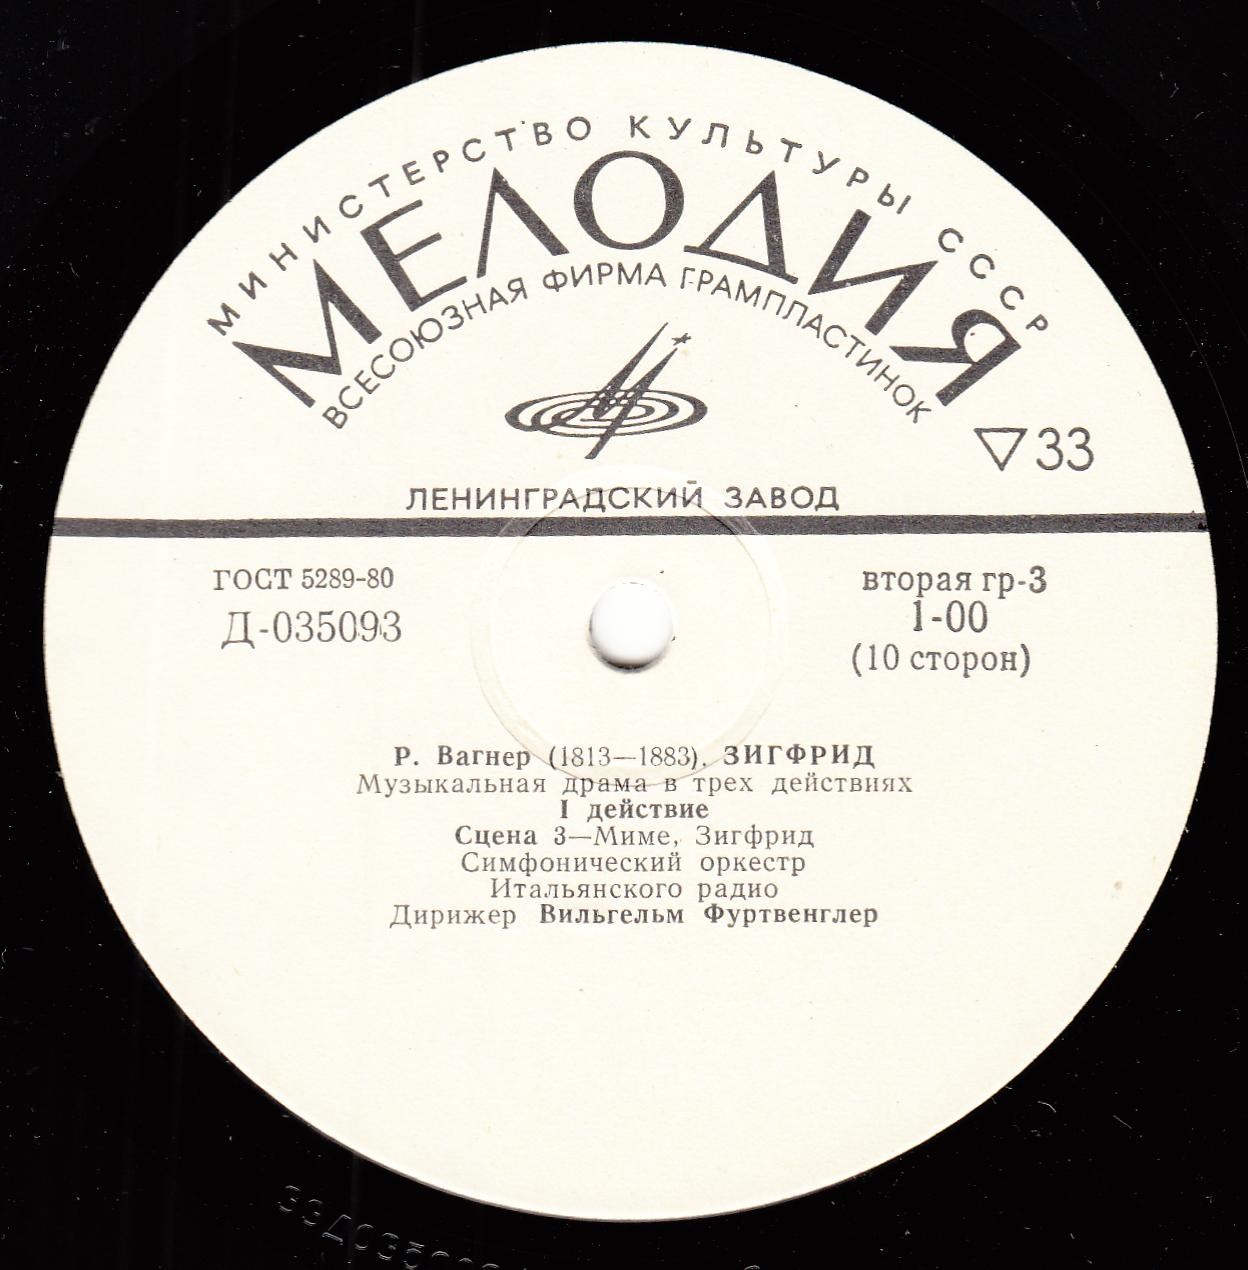 МИНИСТЕРСТВО КУЛЬТУРЫ СССР
МЕЛОДИЯ
ВСЕСОЮЗНАЯ ФИРМА ГРАМПЛАСТИНОК
33
ЛЕНИНГРАДСКИЙ ЗАВОД
ГОСТ 5289-80
Д-035093
вторая гр-3
1-00
(10 сторон)
Р. Вагнер (1813—1883). ЗИГФРИД
Музыкальная драма в трех действиях
I действие
Сцена 3—Миме, Зигфрид
Симфонический оркестр
Итальянского радио
Дирижер Вильгельм Фуртвенглер